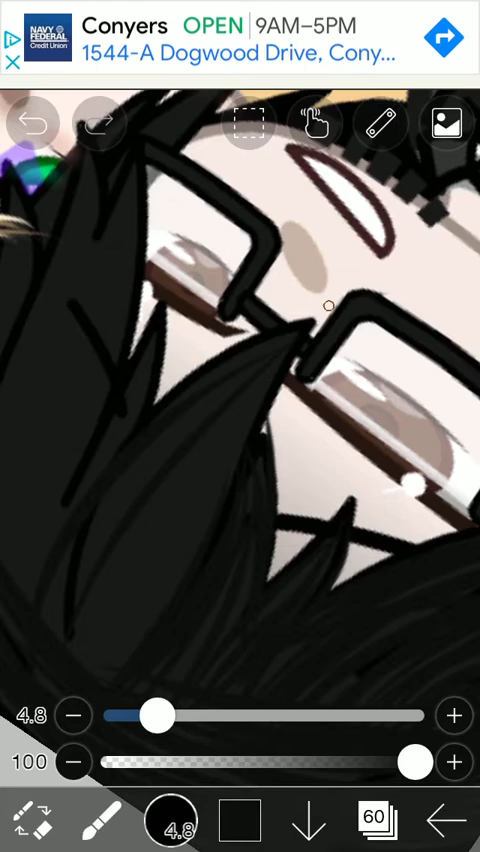 NAVY
FEDERAL
Credit Union
Conyers OPEN 9AM–5PM
1544-A Dogwood Drive, Cony...
4.8
100
4.8
60